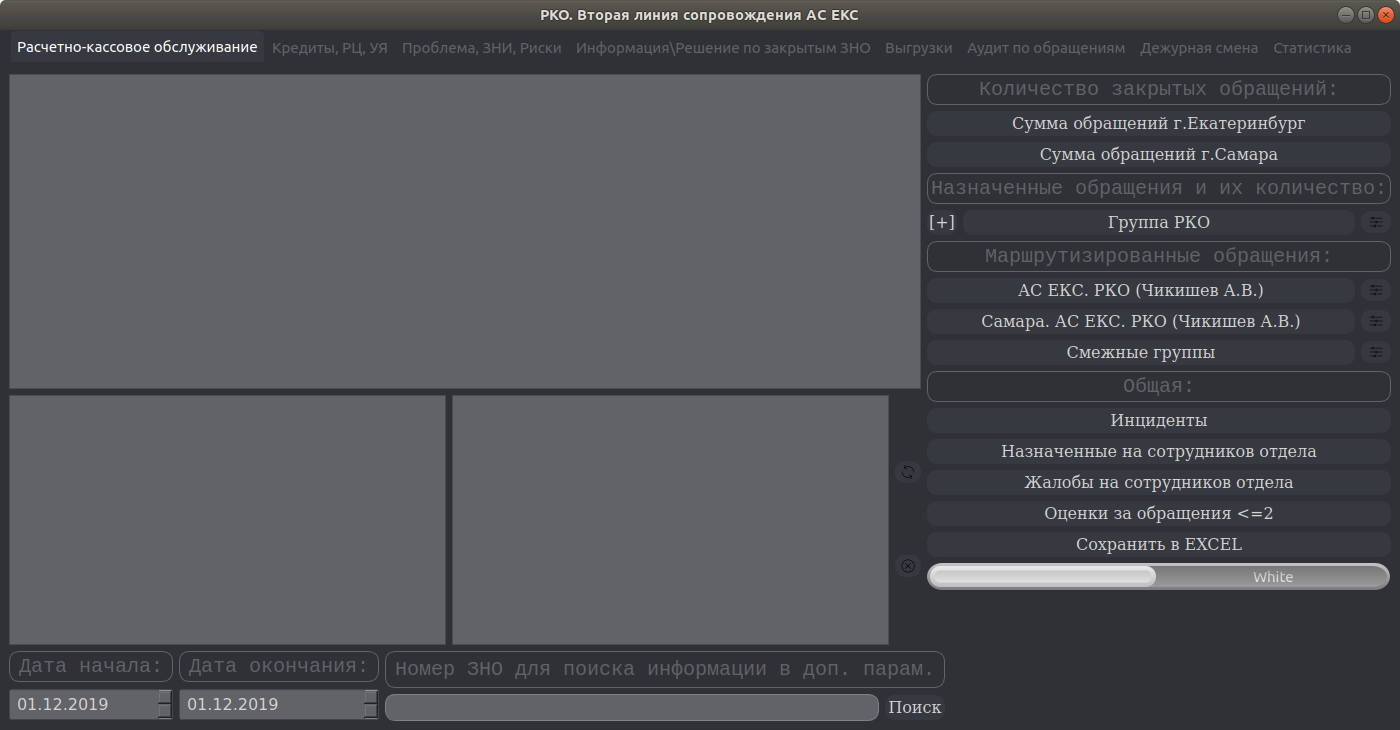 РКО. Вторая линия сопровождения АС ЕКС
Расчетно-кассовое обслуживание Кредиты, РЦ, УЯ Проблема, ЗНИ, Риски Информация\Решение по закрытым ЗНО Выгрузки Аудит по обращениям Дежурная смена Статистика
Количество закрытых обращений:
Сумма обращений г.Екатеринбург
Сумма обращений г.Самара
Назначенные обращения и их количество:
[+] Группа РКО
Маршрутизированные обращения:
АС ЕКС. РКО (Чикишев А.В.)
Самара. АС ЕКС. РКО (Чикишев А.В.)
Смежные группы
Общая:
Инциденты
Назначенные на сотрудников отдела
Жалобы на сотрудников отдела
Оценки за обращения <=2
Сохранить в EXCEL
White
Дата начала: Дата окончания: Номер ЗНО для поиска информации в доп. парам.
01.12.2019 01.12.2019 Поиск